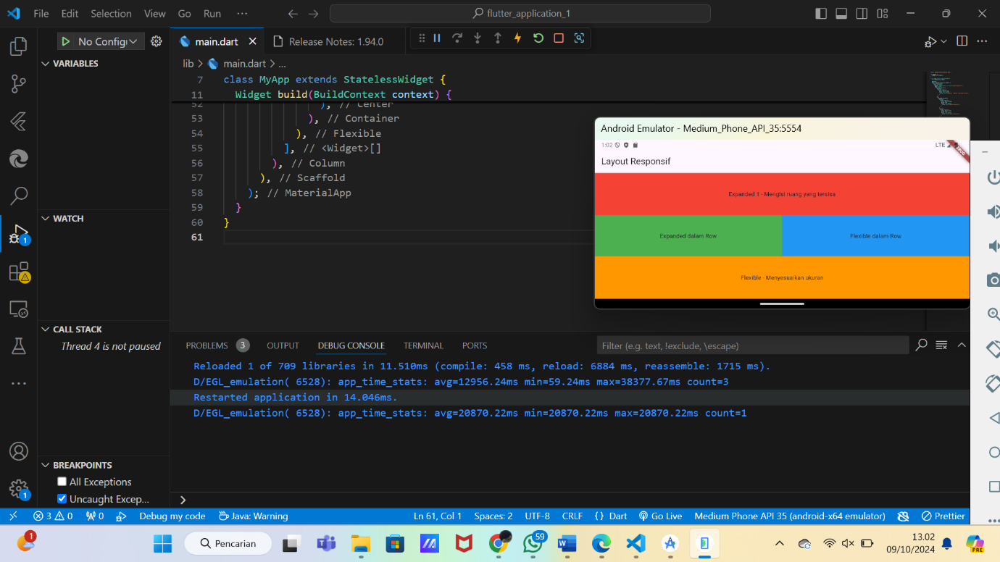 File Edit Selection View Go Run ... flutter_application_1
No Config main.dart Release Notes: 1.94.0
VARIABLES
lib > main.dart > ...
7 class MyApp extends StatelessWidget {
11 Widget build(BuildContext context) {
52 ), // Center
53 ), // Container
54 ), // Flexible
55 ], // <Widget>[]
56 ), // Column
57 ), // Scaffold
58 ); // MaterialApp
59 }
60 }
61
WATCH
CALL STACK
Thread 4 is not paused
BREAKPOINTS
All Exceptions
Uncaught Excep...
1
1
Android Emulator - Medium_Phone_API_35:5554
1:02 LTE
DEBUG
Layout Responsif
Expanded 1 - Mengisi ruang yang tersisa
Expanded dalam Row Flexible dalam Row
Flexible - Menyesuaikan ukuran
PROBLEMS 3 OUTPUT DEBUG CONSOLE TERMINAL PORTS
Filter (e.g. text, !exclude, \escape)
Reloaded 1 of 709 libraries in 11.510ms (compile: 458 ms, reload: 6884 ms, reassemble: 1715 ms).
D/EGL_emulation( 6528): app_time_stats: avg=12956.24ms min=59.24ms max=38377.67ms count=3
Restarted application in 14.046ms.
D/EGL_emulation( 6528): app_time_stats: avg=20870.22ms min=20870.22ms max=20870.22ms count=1
>
3 0 0 Debug my code Java: Warning Ln 61, Col 1 Spaces: 2 UTF-8 CRLF {} Dart Go Live Medium Phone API 35 (android-x64 emulator) Prettier
1 Pencarian 59 13.02
09/10/2024
PRE